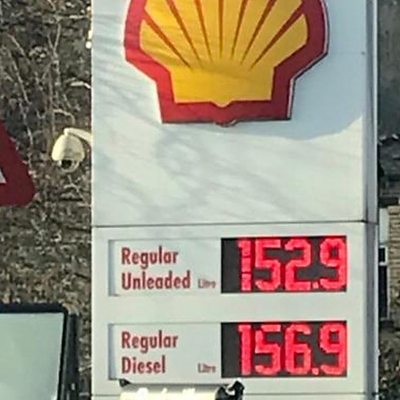 Regular
Unleaded Litre 152.9
Regular
Diesel Litre 156.9